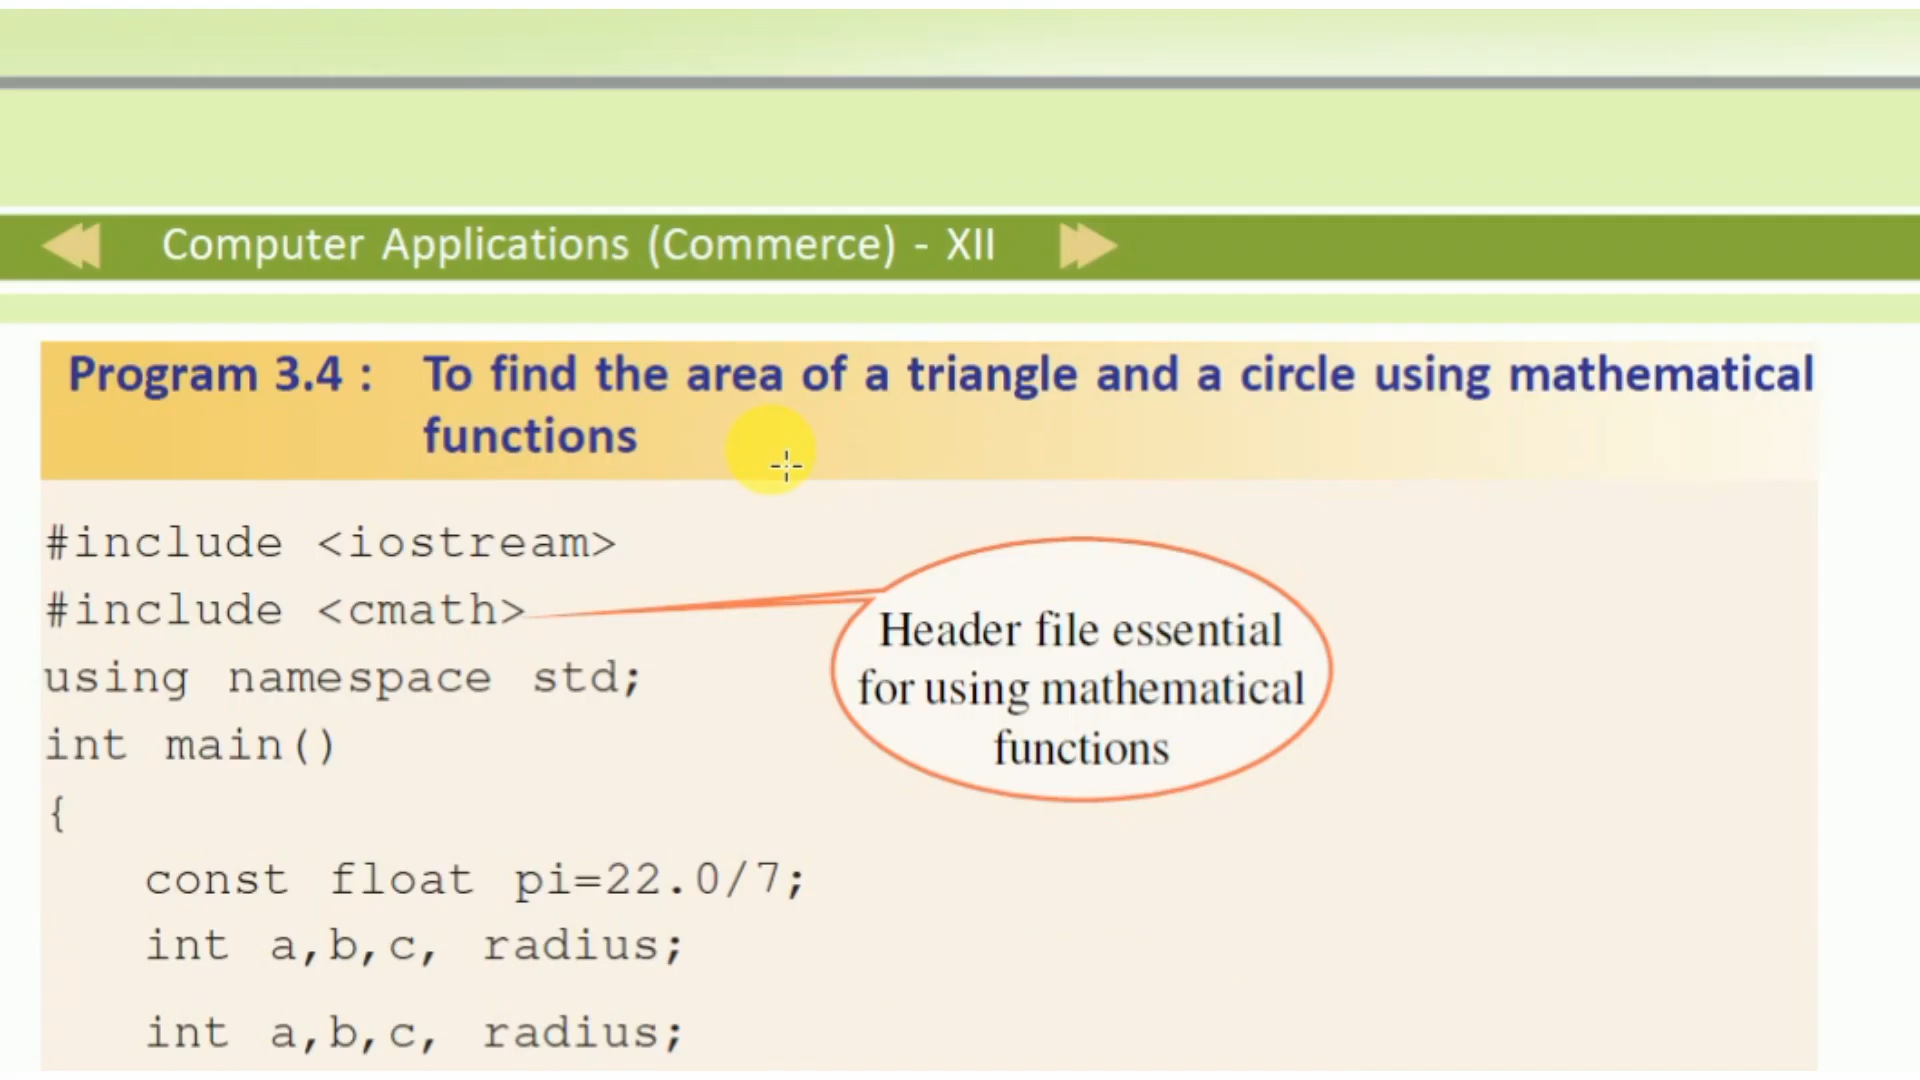 Computer Applications (Commerce) - XII
Program 3.4 : To find the area of a triangle and a circle using mathematical
functions
#include <iostream>
#include <cmath>
Header file essential
for using mathematical
functions
using namespace std;
int main()
{
const float pi=22.0/7;
int a,b,c, radius;
int a,b,c, radius;